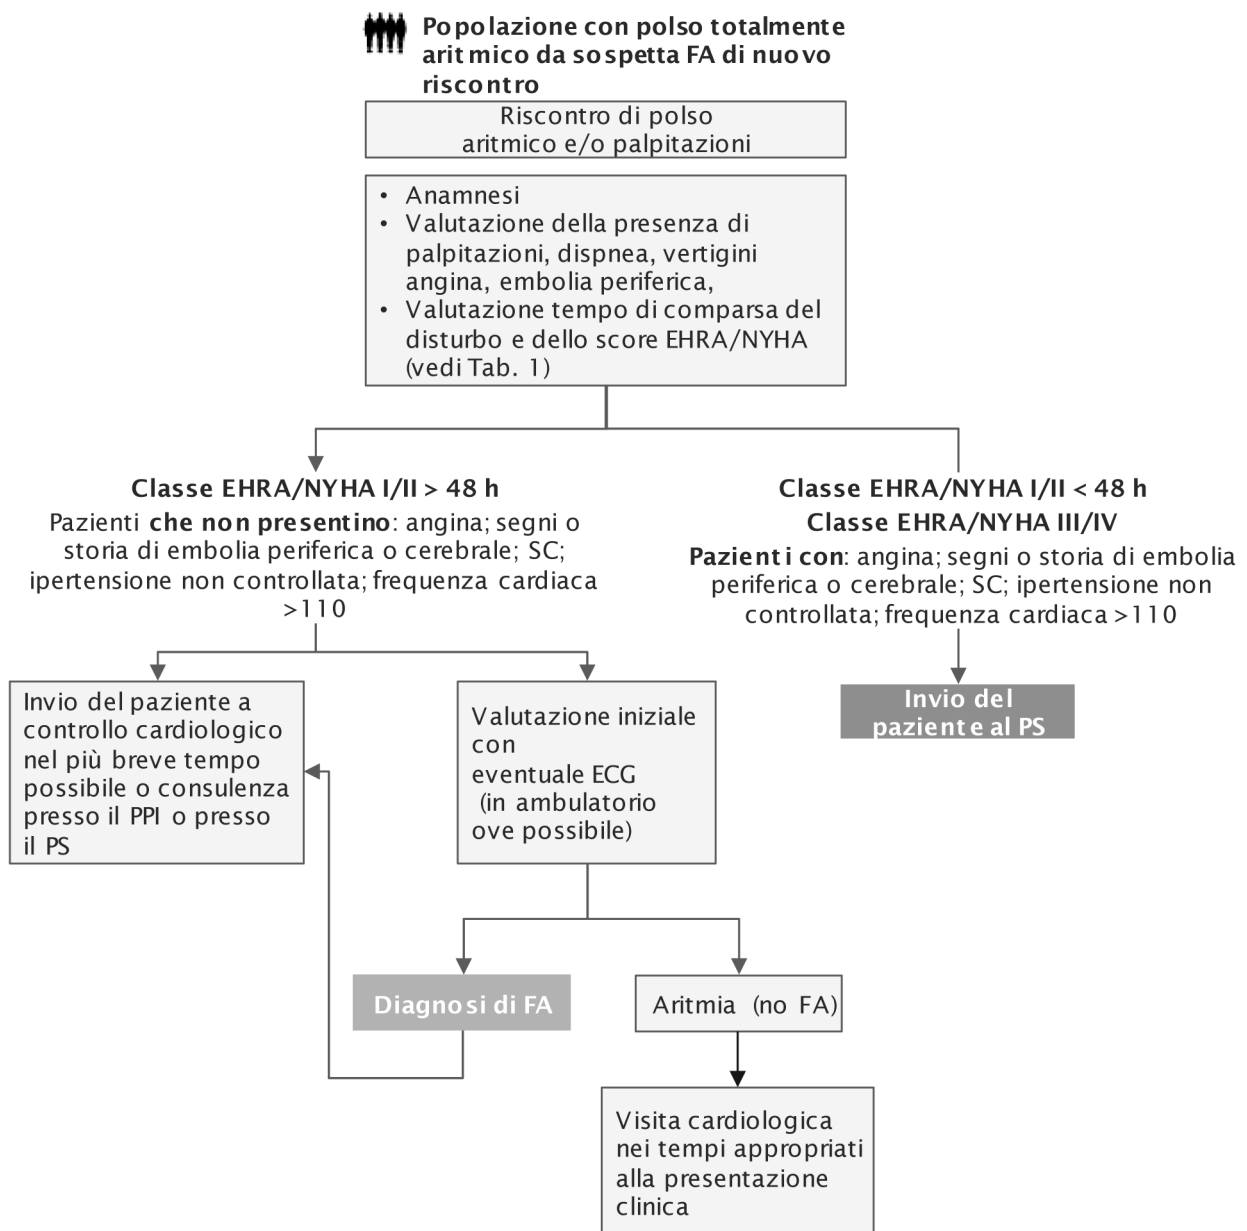 Popolazione con polso totalmente
aritmico da sospetta FA di nuovo
riscontro
Riscontro di polso
aritmico e/o palpitazioni
• Anamnesi
• Valutazione della presenza di
palpitazioni, dispnea, vertigini
angina, embolia periferica,
• Valutazione tempo di comparsa del
disturbo e dello score EHRA/NYHA
(vedi Tab. 1)
Classe EHRA/NYHA I/II > 48 h
Pazienti che non presentino: angina; segni o
storia di embolia periferica o cerebrale; SC;
ipertensione non controllata; frequenza cardiaca
>110
Classe EHRA/NYHA I/II < 48 h
Classe EHRA/NYHA III/IV
Pazienti con: angina; segni o storia di embolia
periferica o cerebrale; SC; ipertensione non
controllata; frequenza cardiaca >110
Invio del paziente a
controllo cardiologico
nel più breve tempo
possibile o consulenza
presso il PPI o presso
il PS
Valutazione iniziale
con
eventuale ECG
(in ambulatorio
ove possibile)
Invio del
paziente al PS
Diagnosi di FA
Aritmia (no FA)
Visita cardiologica
nei tempi appropriati
alla presentazione
clinica